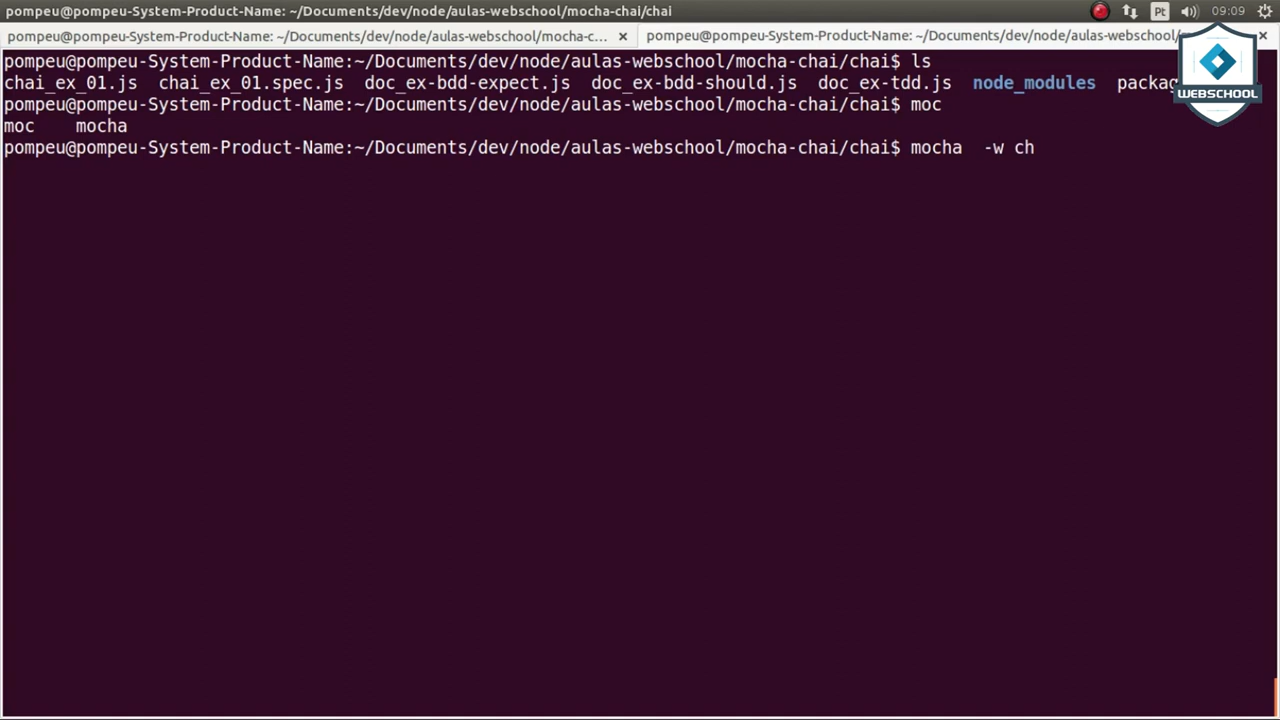 pompeu@pompeu-System-Product-Name: ~/Documents/dev/node/aulas-webschool/mocha-chai/chai
Pt
09:09
pompeu@pompeu-System-Product-Name: ~/Documents/dev/node/aulas-webschool/mocha-c... ×
pompeu@pompeu-System-Product-Name: ~/Documents/dev/node/aulas-webschool/ ×
pompeu@pompeu-System-Product-Name:~/Documents/dev/node/aulas-webschool/mocha-chai/chai$ ls
chai_ex_01.js chai_ex_01.spec.js doc_ex-bdd-expect.js doc_ex-bdd-should.js doc_ex-tdd.js node_modules
WEBSCHOOL
pompeu@pompeu-System-Product-Name:~/Documents/dev/node/aulas-webschool/mocha-chai/chai$ moc
moc mocha
pompeu@pompeu-System-Product-Name:~/Documents/dev/node/aulas-webschool/mocha-chai/chai$ mocha -w ch